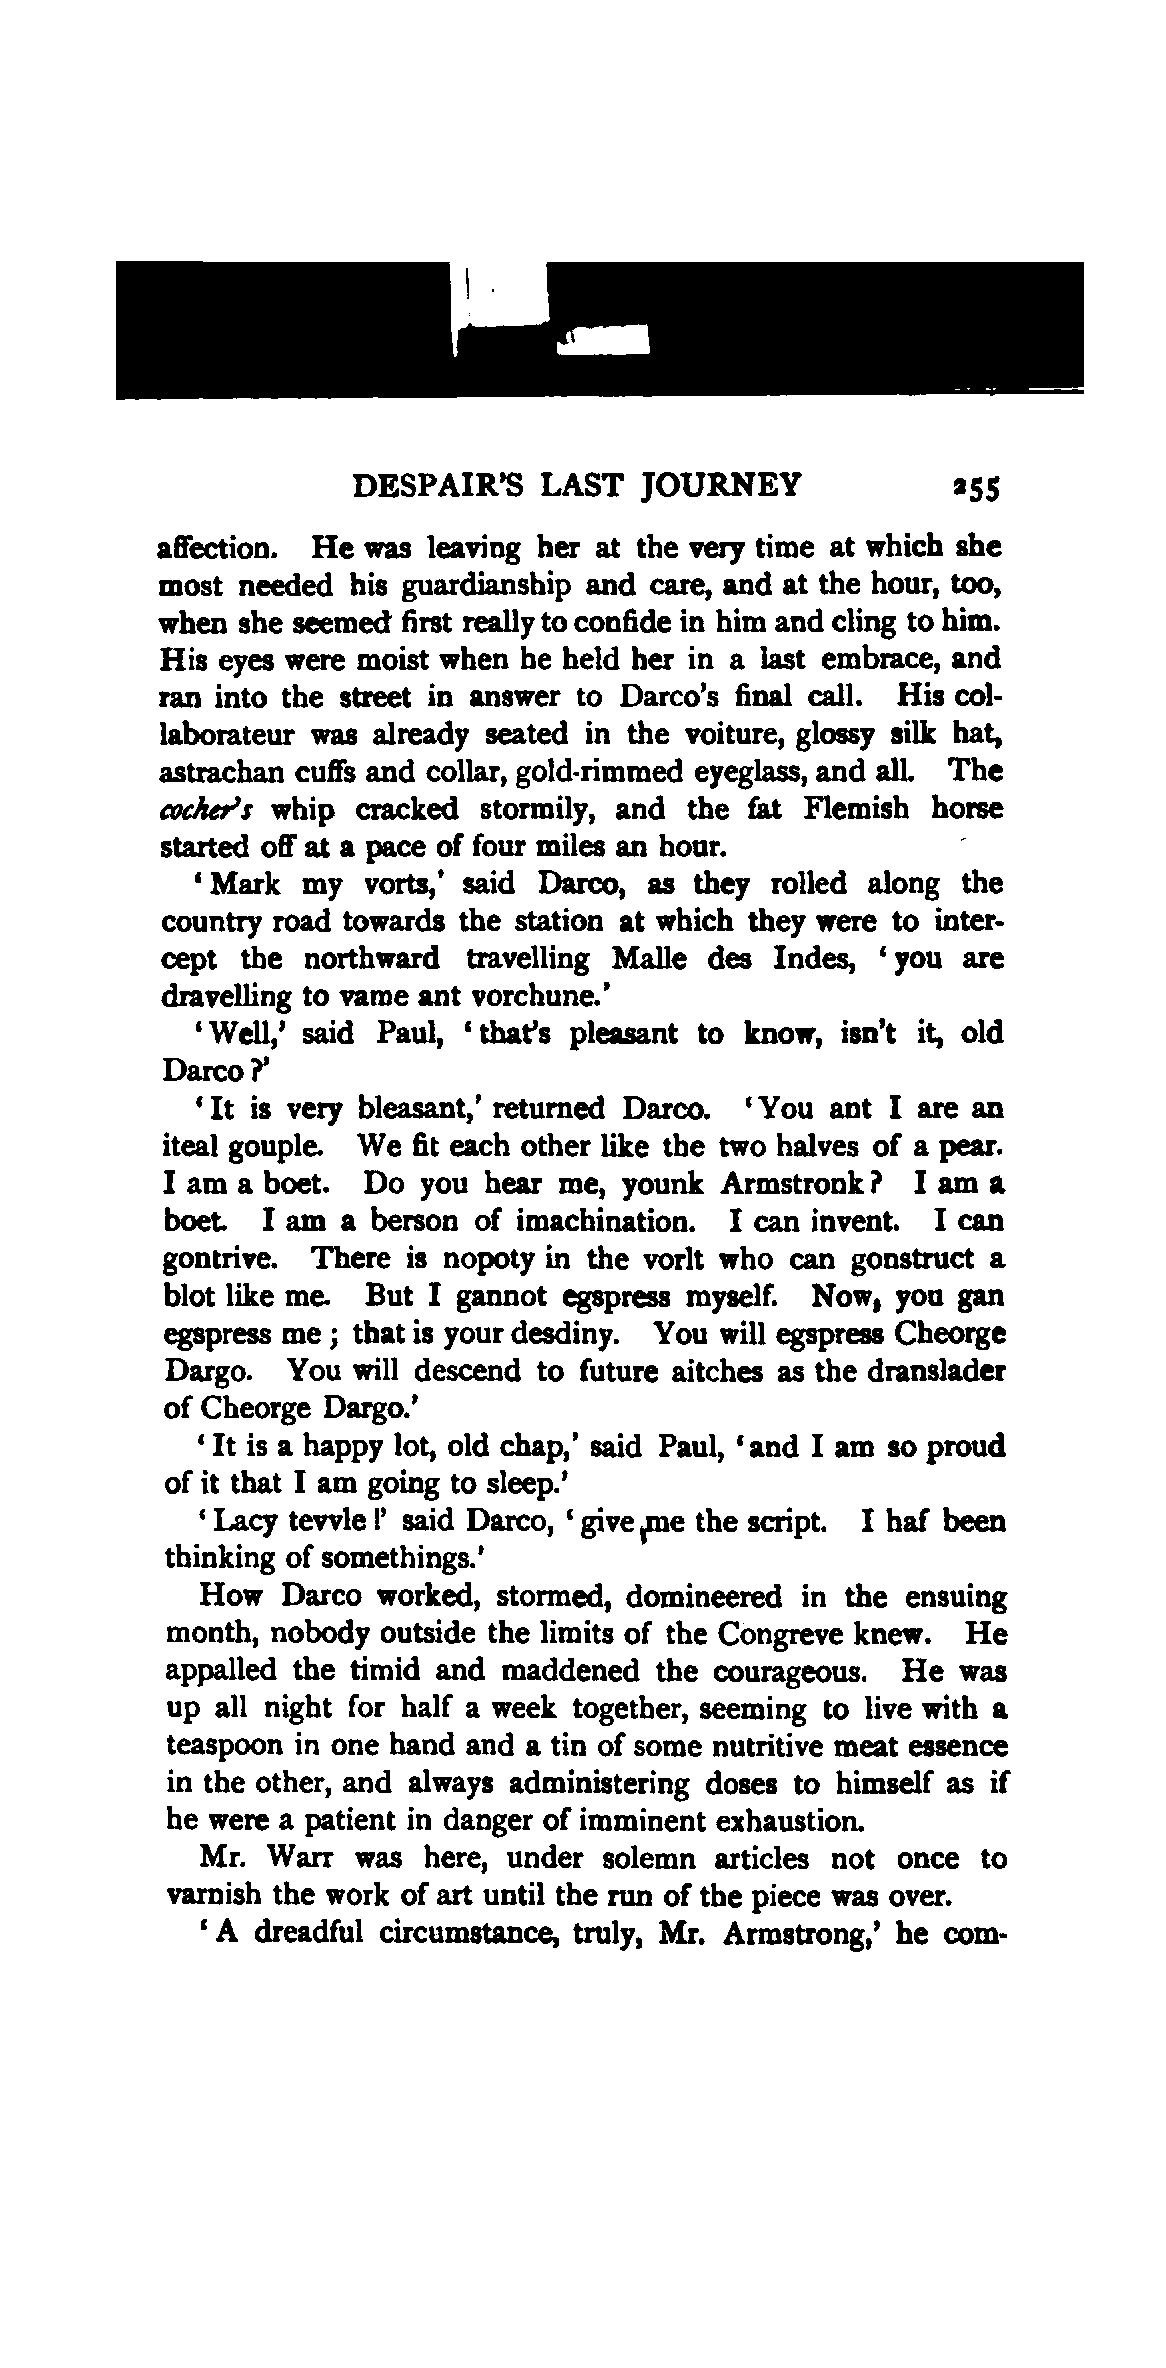 DESPAIR'S LAST JOURNEY 255
affection. He was leaving her at the very time at which she
most needed his guardianship and care, and at the hour, too,
when she seemed first really to confide in him and cling to him.
His eyes were moist when he held her in a last embrace, and
ran into the street in answer to Darco's final call. His col-
laborateur was already seated in the voiture, glossy silk hat,
astrachan cuffs and collar, gold-rimmed eyeglass, and all. The
cocher's whip cracked stormily, and the fat Flemish horse
started off at a pace of four miles an hour.
‘Mark my vorts,’ said Darco, as they rolled along the
country road towards the station at which they were to inter-
cept the northward travelling Malle des Indes, ‘you are
dravelling to vame ant vorchune.’
‘Well,’ said Paul, ‘that's pleasant to know, isn't it, old
Darco?’
‘It is very bleasant,’ returned Darco. ‘You ant I are an
iteal gouple. We fit each other like the two halves of a pear.
I am a boet. Do you hear me, younk Armstronk? I am a
boet. I am a berson of imachination. I can invent. I can
gontrive. There is nopoty in the vorlt who can gonstruct a
blot like me. But I gannot egspress myself. Now, you gan
egspress me; that is your desdiny. You will egspress Cheorge
Dargo. You will descend to future aitches as the dranslader
of Cheorge Dargo.’
‘It is a happy lot, old chap,’ said Paul, ‘and I am so proud
of it that I am going to sleep.’
‘Lacy tevvle!’ said Darco, ‘give me the script. I haf been
thinking of somethings.’
How Darco worked, stormed, domineered in the ensuing
month, nobody outside the limits of the Congreve knew. He
appalled the timid and maddened the courageous. He was
up all night for half a week together, seeming to live with a
teaspoon in one hand and a tin of some nutritive meat essence
in the other, and always administering doses to himself as if
he were a patient in danger of imminent exhaustion.
Mr. Warr was here, under solemn articles not once to
varnish the work of art until the run of the piece was over.
‘A dreadful circumstance, truly, Mr. Armstrong,’ he com-